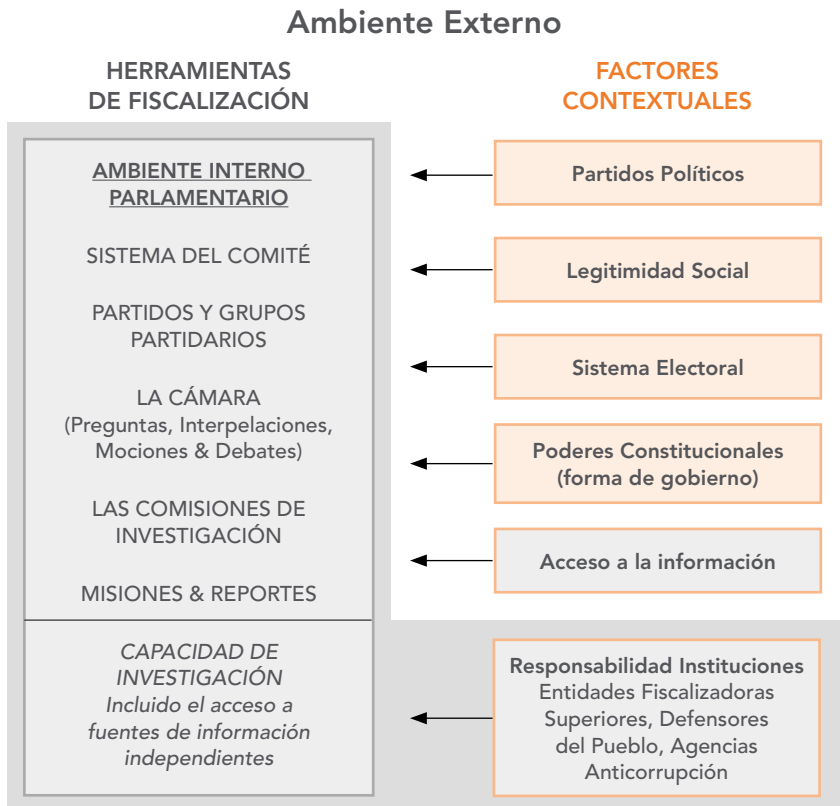 Ambiente Externo
HERRAMIENTAS
DE FISCALIZACIÓN
AMBIENTE INTERNO
PARLAMENTARIO
SISTEMA DEL COMITÉ
PARTIDOS Y GRUPOS
PARTIDARIOS
LA CÁMARA
(Preguntas, Interpelaciones,
Mociones & Debates)
LAS COMISIONES DE
INVESTIGACIÓN
MISIONES & REPORTES
CAPACIDAD DE
INVESTIGACIÓN
Incluido el acceso a
fuentes de información
independientes
FACTORES
CONTEXTUALES
Partidos Políticos
Legitimidad Social
Sistema Electoral
Poderes Constitucionales
(forma de gobierno)
Acceso a la información
Responsabilidad Instituciones
Entidades Fiscalizadoras
Superiores, Defensores
del Pueblo, Agencias
Anticorrupción